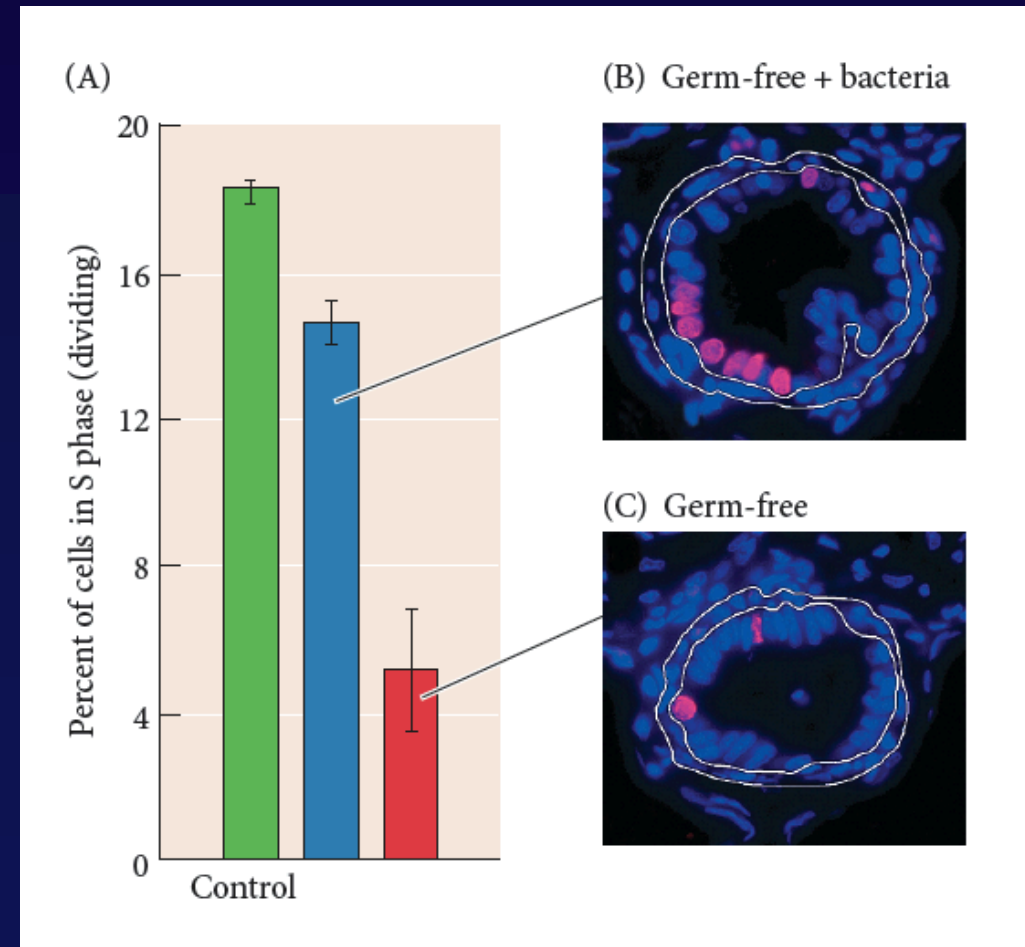 (A)
20
16
12
8
4
0
Percent of cells in S phase (dividing)
Control
(B) Germ-free + bacteria
(C) Germ-free